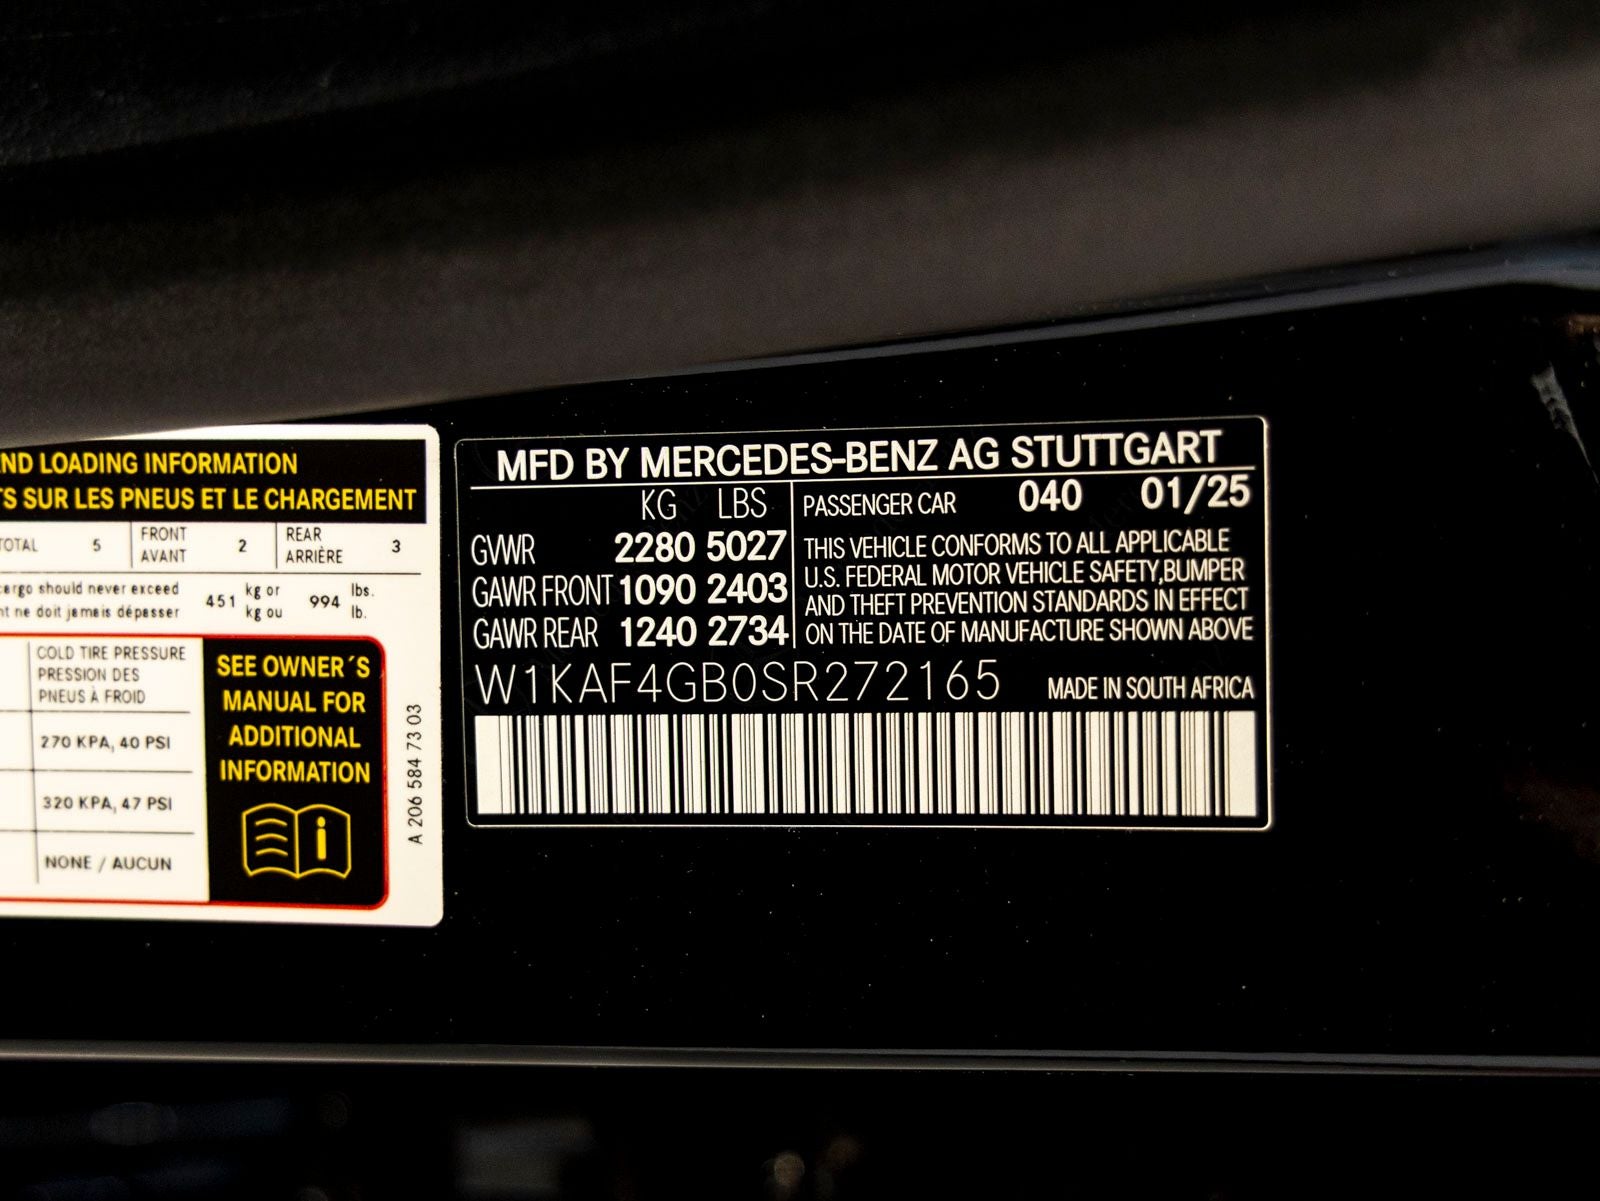 ND LOADING INFORMATION
TS SUR LES PNEUS ET LE CHARGEMENT
TOTAL 5 FRONT AVANT 2 REAR ARRIÈRE 3
cargo should never exceed 451 kg or 994 lbs.
nt ne doit jamais dépasser kg ou lb.
COLD TIRE PRESSURE
PRESSION DES
PNEUS À FROID
270 KPA, 40 PSI
320 KPA, 47 PSI
NONE / AUCUN
SEE OWNER´S
MANUAL FOR
ADDITIONAL
INFORMATION
i
A 206 584 73 03
MFD BY MERCEDES-BENZ AG STUTTGART
KG LBS
GVWR 2280 5027
GAWR FRONT 1090 2403
GAWR REAR 1240 2734
PASSENGER CAR 040 01/25
THIS VEHICLE CONFORMS TO ALL APPLICABLE
U.S. FEDERAL MOTOR VEHICLE SAFETY,BUMPER
AND THEFT PREVENTION STANDARDS IN EFFECT
ON THE DATE OF MANUFACTURE SHOWN ABOVE
W1KAF4GB0SR272165 MADE IN SOUTH AFRICA